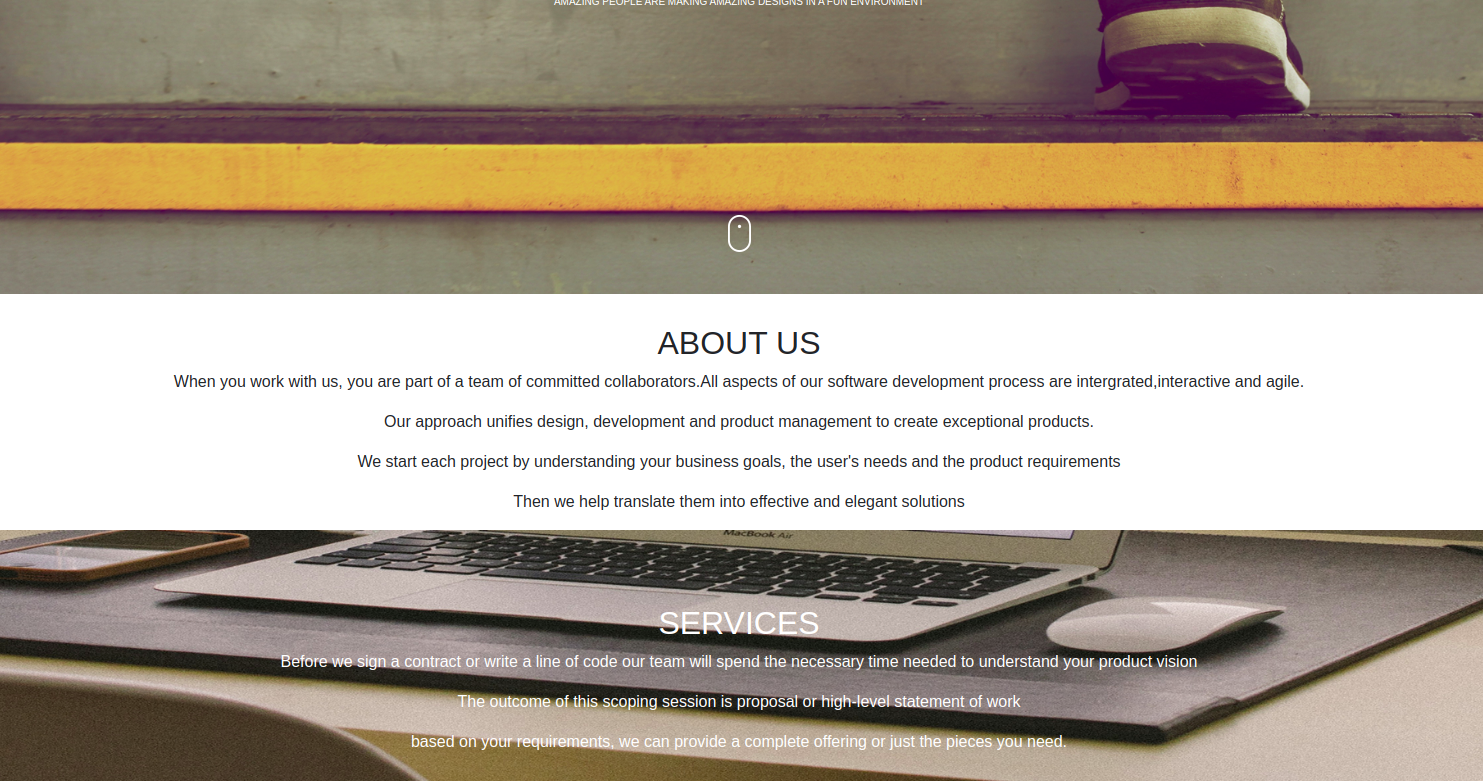 AMAZING PEOPLE ARE MAKING AMAZING DESIGNS IN A FUN ENVIRONMENT
ABOUT US
When you work with us, you are part of a team of committed collaborators.All aspects of our software development process are intergrated,interactive and agile.
Our approach unifies design, development and product management to create exceptional products.
We start each project by understanding your business goals, the user's needs and the product requirements
Then we help translate them into effective and elegant solutions
MacBook Air
SERVICES
Before we sign a contract or write a line of code our team will spend the necessary time needed to understand your product vision
The outcome of this scoping session is proposal or high-level statement of work
based on your requirements, we can provide a complete offering or just the pieces you need.